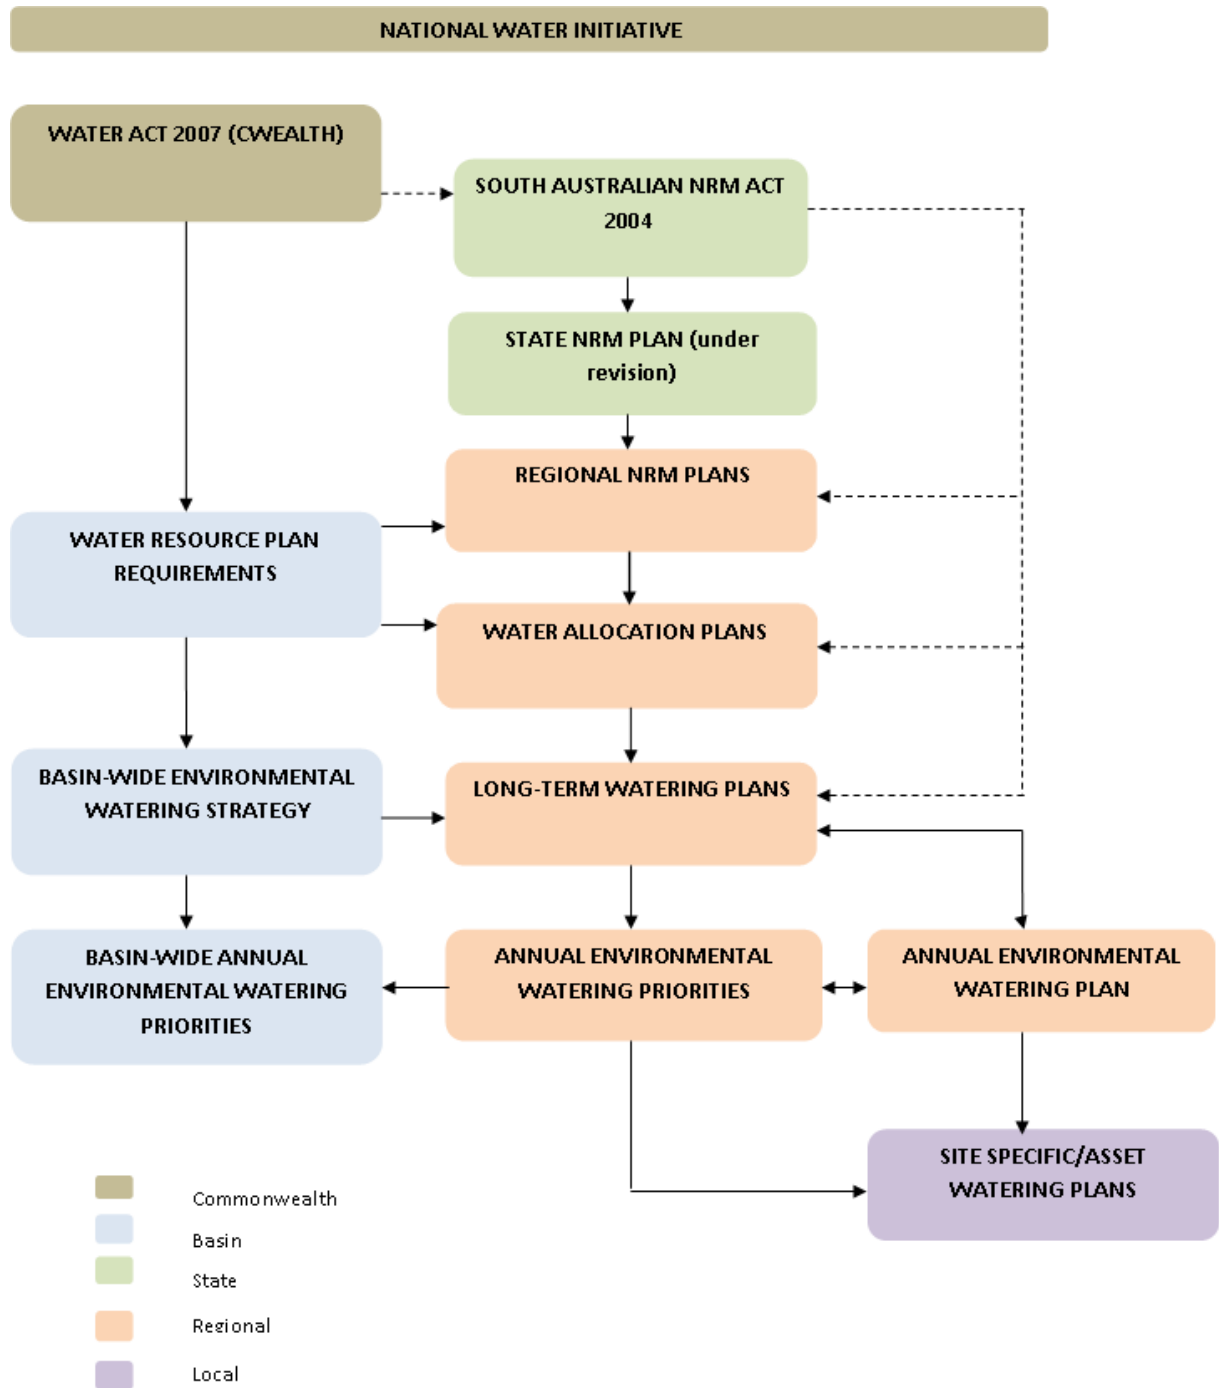 NATIONAL WATER INITIATIVE
WATER ACT 2007 (CWEALTH)
SOUTH AUSTRALIAN NRM ACT
2004
STATE NRM PLAN (under
revision)
REGIONAL NRM PLANS
WATER RESOURCE PLAN
REQUIREMENTS
WATER ALLOCATION PLANS
BASIN-WIDE ENVIRONMENTAL
WATERING STRATEGY
LONG-TERM WATERING PLANS
BASIN-WIDE ANNUAL
ENVIRONMENTAL WATERING
PRIORITIES
ANNUAL ENVIRONMENTAL
WATERING PRIORITIES
ANNUAL ENVIRONMENTAL
WATERING PLAN
SITE SPECIFIC/ASSET
WATERING PLANS
Commonwealth
Basin
State
Regional
Local